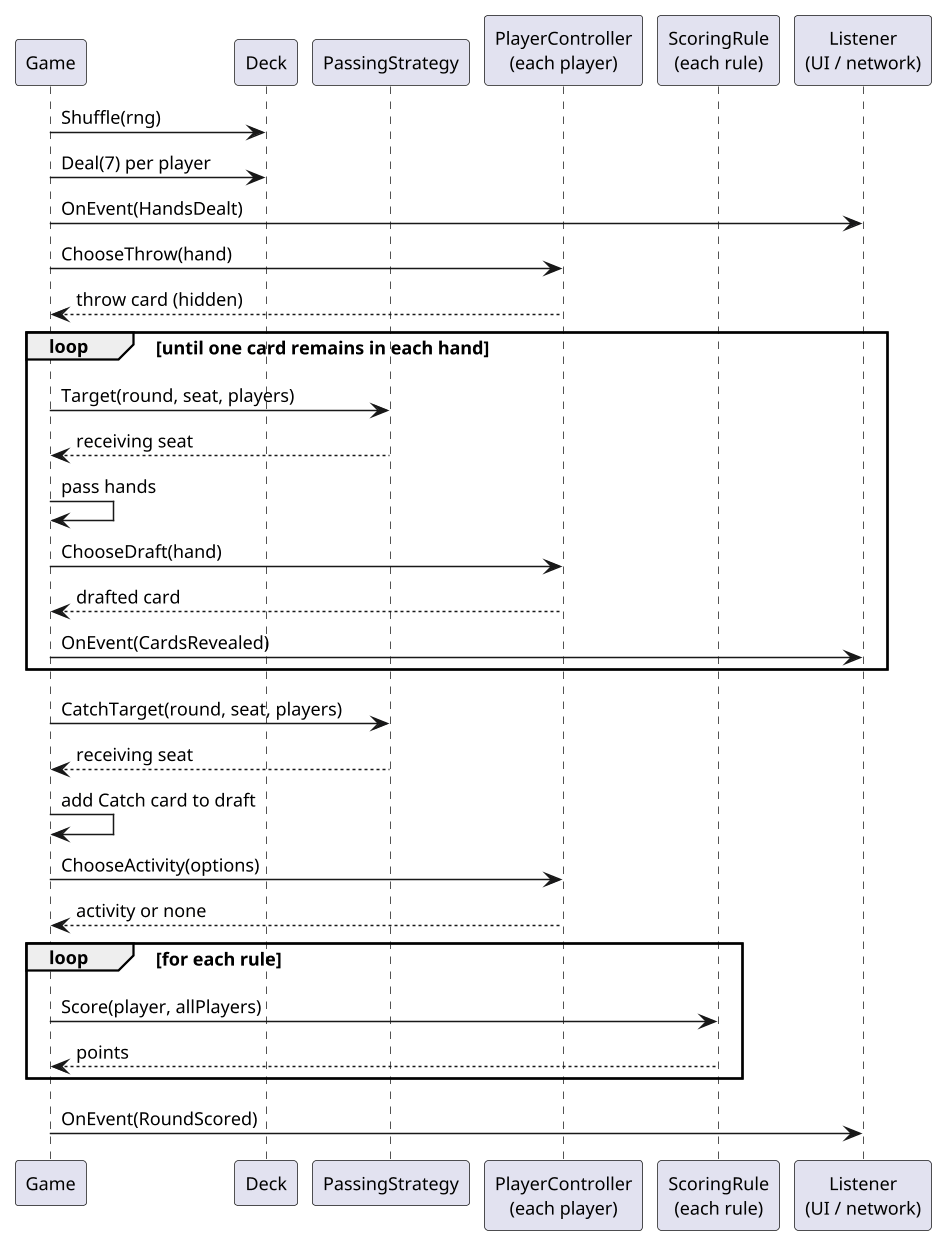 Game
Deck
PassingStrategy
PlayerController
(each player)
ScoringRule
(each rule)
Listener
(UI / network)
Shuffle(rng)
Deal(7) per player
OnEvent(HandsDealt)
ChooseThrow(hand)
throw card (hidden)
loop [until one card remains in each hand]
Target(round, seat, players)
receiving seat
pass hands
ChooseDraft(hand)
drafted card
OnEvent(CardsRevealed)
CatchTarget(round, seat, players)
receiving seat
add Catch card to draft
ChooseActivity(options)
activity or none
loop [for each rule]
Score(player, allPlayers)
points
OnEvent(RoundScored)
Game
Deck
PassingStrategy
PlayerController
(each player)
ScoringRule
(each rule)
Listener
(UI / network)